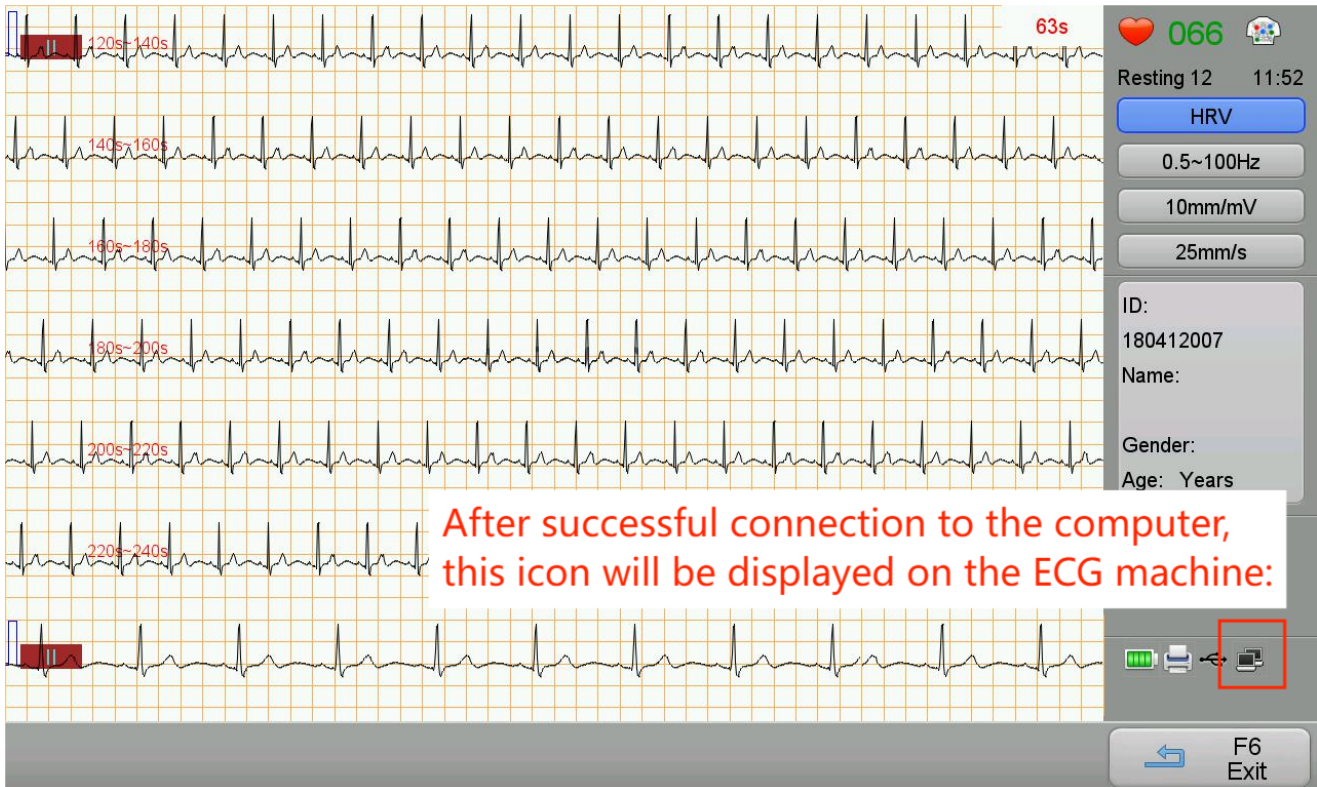 II
120s~140s
63s
066
Resting 12 11:52
HRV
140s~160s
0.5~100Hz
10mm/mV
160s~180s
25mm/s
ID:
180412007
180s~200s
Name:
200s~220s
Gender:
Age: Years
After successful connection to the computer,
this icon will be displayed on the ECG machine:
220s~240s
II
F6
Exit